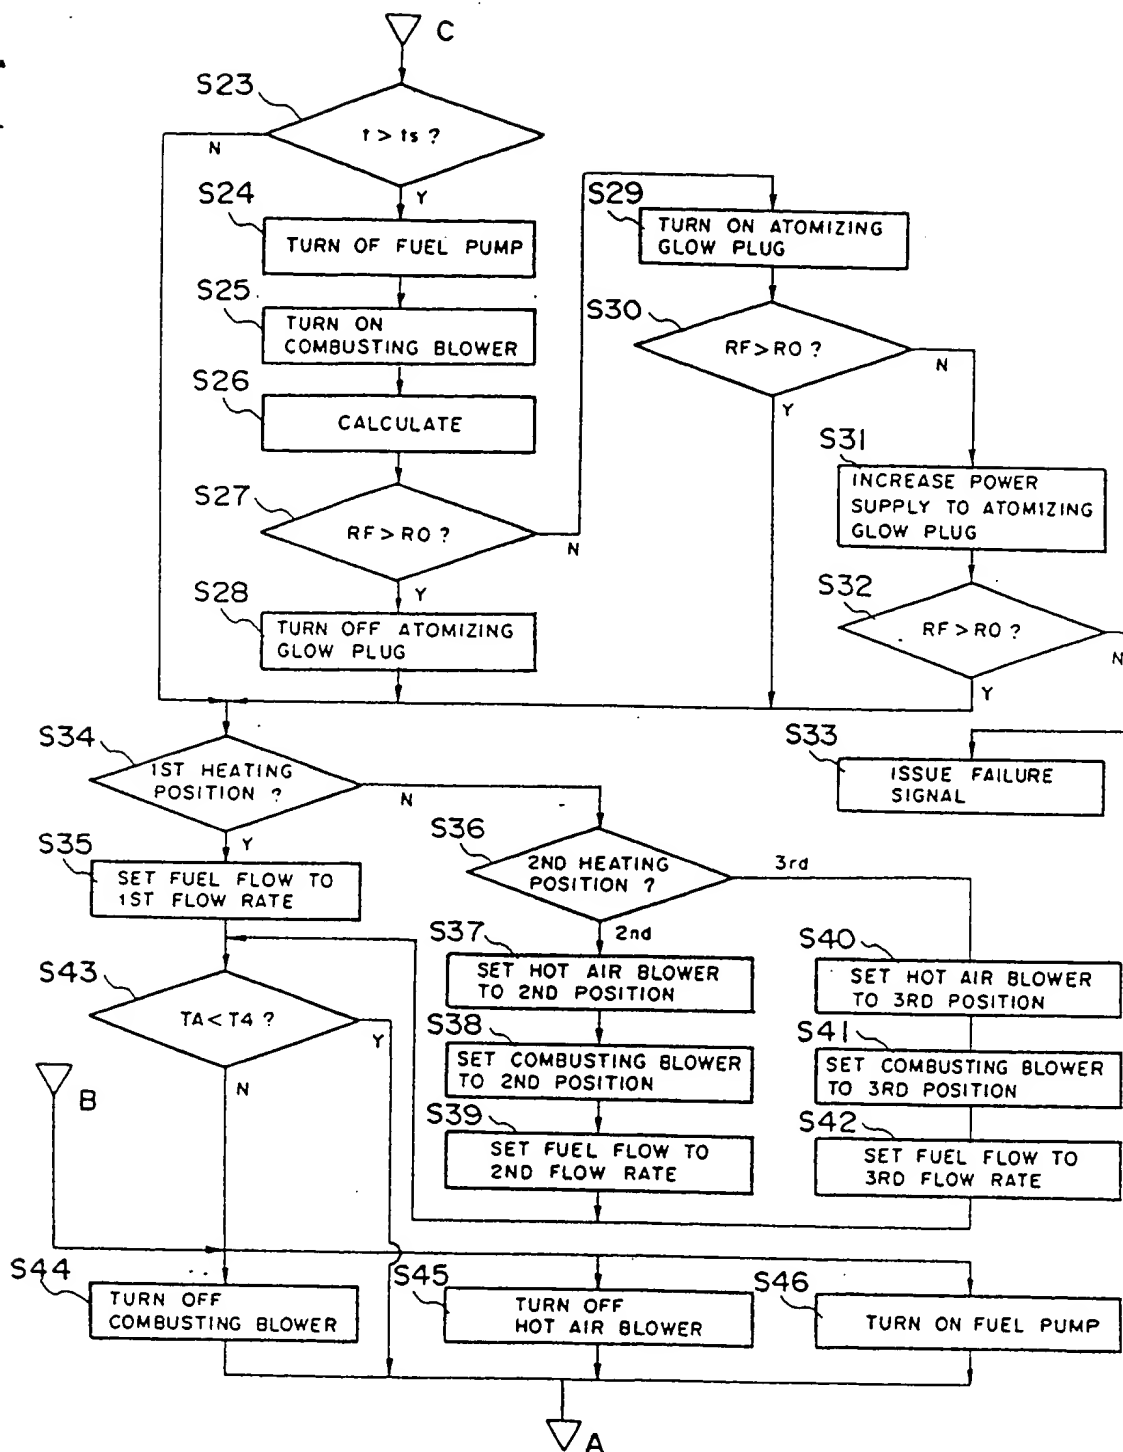 C
S23
t > ts ?
N
Y
S24
TURN OF FUEL PUMP
S25
TURN ON
COMBUSTING BLOWER
S26
CALCULATE
S27
RF > RO ?
N
Y
S28
TURN OFF ATOMIZING
GLOW PLUG
S29
TURN ON ATOMIZING
GLOW PLUG
S30
RF > RO ?
N
Y
S31
INCREASE POWER
SUPPLY TO ATOMIZING
GLOW PLUG
S32
RF > RO ?
N
Y
S33
ISSUE FAILURE
SIGNAL
S34
1ST HEATING
POSITION ?
N
Y
S35
SET FUEL FLOW TO
1ST FLOW RATE
S36
2ND HEATING
POSITION ?
3rd
2nd
S37
SET HOT AIR BLOWER
TO 2ND POSITION
S38
SET COMBUSTING BLOWER
TO 2ND POSITION
S39
SET FUEL FLOW TO
2ND FLOW RATE
S40
SET HOT AIR BLOWER
TO 3RD POSITION
S41
SET COMBUSTING BLOWER
TO 3RD POSITION
S42
SET FUEL FLOW TO
3RD FLOW RATE
S43
TA < T4 ?
Y
N
B
S44
TURN OFF
COMBUSTING BLOWER
S45
TURN OFF
HOT AIR BLOWER
S46
TURN ON FUEL PUMP
A